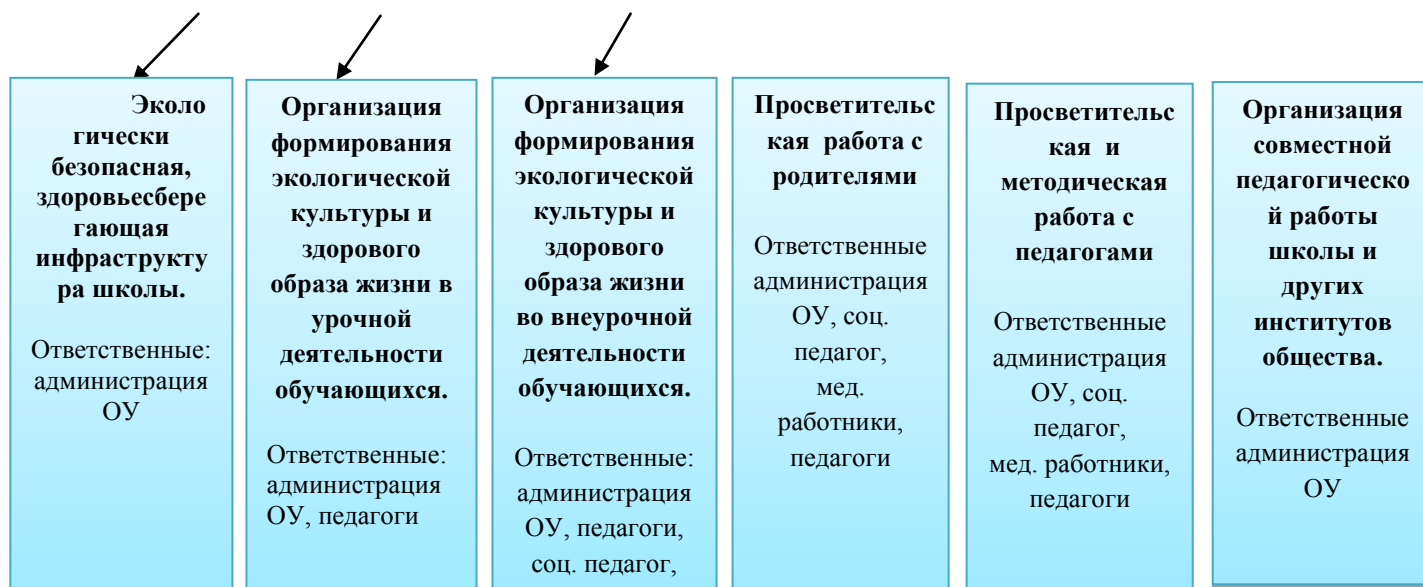 Эколо
гически
безопасная,
здоровьесбере
гающая
инфраструкту
ра школы.
Ответственные:
администрация
ОУ
Организация
формирования
экологической
культуры и
здорового
образа жизни в
урочной
деятельности
обучающихся.
Ответственные:
администрация
ОУ, педагоги
Организация
формирования
экологической
культуры и
здорового
образа жизни
во внеурочной
деятельности
обучающихся.
Ответственные:
администрация
ОУ, педагоги,
соц. педагог,
Просветительс
кая работа с
родителями
Ответственные
администрация
ОУ, соц.
педагог,
мед.
работники,
педагоги
Просветительс
кая и
методическая
работа с
педагогами
Ответственные
администрация
ОУ, соц.
педагог,
мед. работники,
педагоги
Организация
совместной
педагогическо
й работы
школы и
других
институтов
общества.
Ответственные
администрация
ОУ